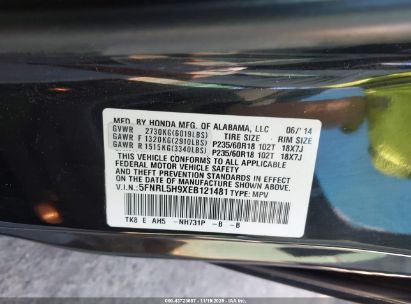 MFD. BY HONDA MFG. OF ALABAMA, LLC 06/'14
GVWR 2730KG(6019LBS) TIRE SIZE RIM SIZE
GAWR F 1320KG(2910LBS) P235/60R18 102T 18X7J
GAWR R 1515KG(3340LBS) P235/60R18 102T 18X7J
THIS VEHICLE CONFORMS TO ALL APPLICABLE
FEDERAL MOTOR VEHICLE SAFETY, BUMPER,
AND THEFT PREVENTION STANDARDS IN EFFECT
ON THE DATE OF MANUFACTURE SHOWN ABOVE.
V.I.N:5FNRL5H9XEB121481 TYPE:MPV
TK8 E AH5 -NH731P -B -B